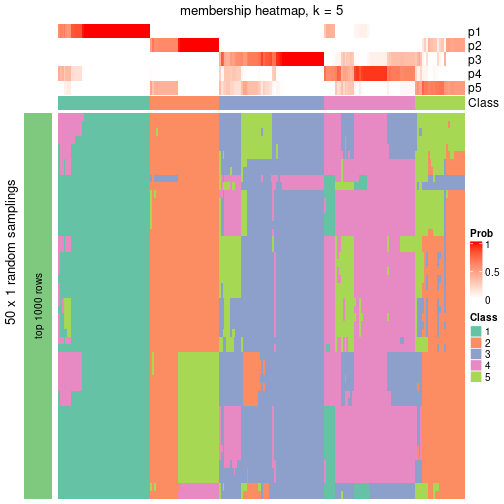 membership heatmap, k = 5
p1
p2
p3
p4
p5
Class
50 x 1 random samplings
top 1000 rows
Prob
1
0.5
0
Class
1
2
3
4
5